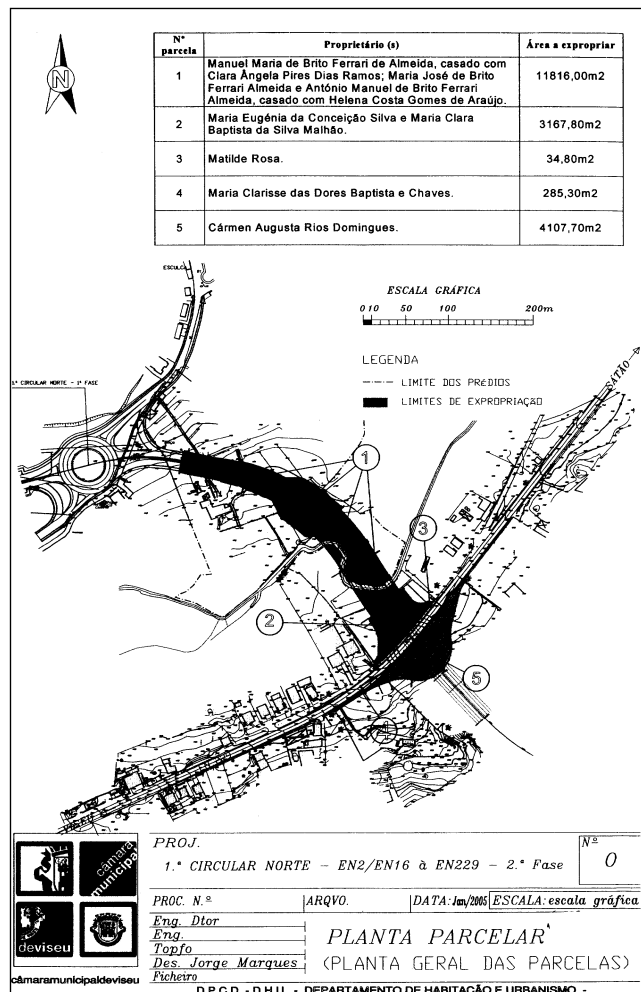 N
Nº parcela
Proprietário (s)
Área a expropriar
1
Manuel Maria de Brito Ferrari de Almeida, casado com
Clara Ângela Pires Dias Ramos; Maria José de Brito
Ferrari Almeida e António Manuel de Brito Ferrari
Almeida, casado com Helena Costa Gomes de Araújo.
11816,00m2
2
Maria Eugénia da Conceição Silva e Maria Clara
Baptista da Silva Malhão.
3167,80m2
3
Matilde Rosa.
34,80m2
4
Maria Clarisse das Dores Baptista e Chaves.
285,30m2
5
Cármen Augusta Rios Domingues.
4107,70m2
ESCULCA
ESCALA GRÁFICA
0 10 50 100 200m
LEGENDA
LIMITE DOS PRéDIOS
LIMITES DE EXPROPRIAÇÃO
1ª CIRCULAR NORTE - 1ª FASE
SÁTÃO
1
3
2
5
4
VISEU
câmara
municipal
deviseu
câmaramunicipaldeviseu
PROJ.
1.ª CIRCULAR NORTE - EN2/EN16 à EN229 - 2.ª Fase
Nº
0
PROC. N.º
ARQVO.
DATA: Jan/2005
ESCALA: escala gráfica
Eng. Dtor
Eng.
Topfo
Des. Jorge Marques
Ficheiro
PLANTA PARCELAR
(PLANTA GERAL DAS PARCELAS)
D.P.C.D. - D.H.U. - DEPARTAMENTO DE HABITAÇÃO E URBANISMO -